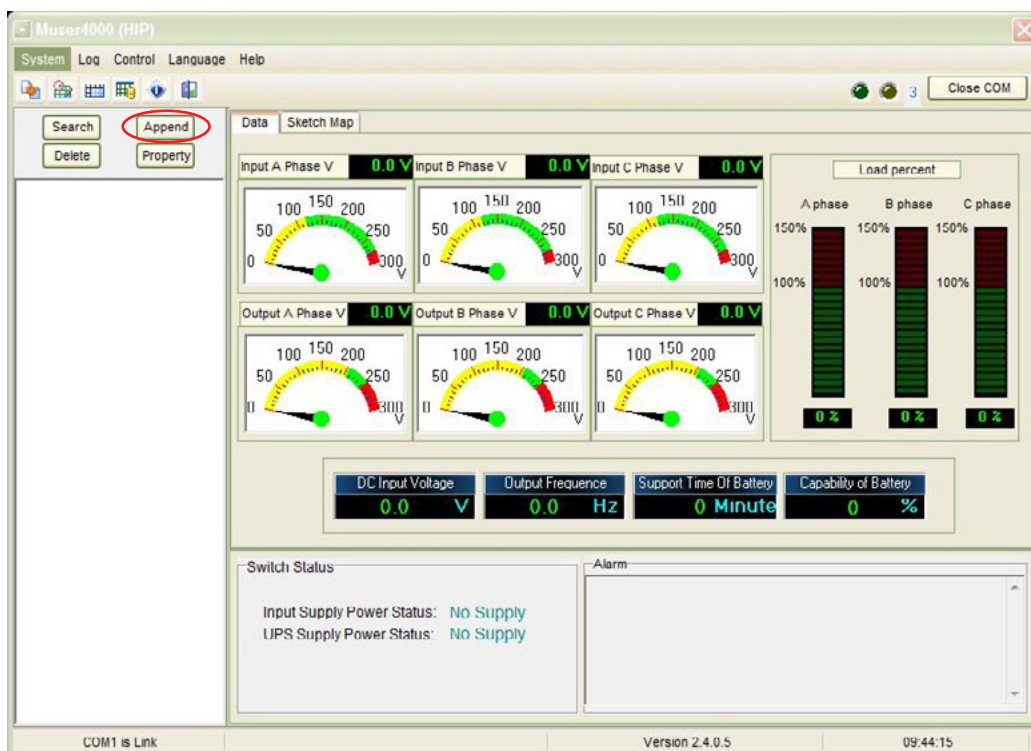 Muser4000 (HIP)
System Log Control Language Help
3 Close COM
Search Append
Delete Property
Data Sketch Map
Input A Phase V 0.0 V Input B Phase V 0.0 V Input C Phase V 0.0 V
0 50 100 150 200 250 300 V
0 50 100 150 200 250 300 V
0 50 100 150 200 250 300 V
Output A Phase V 0.0 V Output B Phase V 0.0 V Output C Phase V 0.0 V
0 50 100 150 200 250 300 V
0 50 100 150 200 250 300 V
0 50 100 150 200 250 300 V
Load percent
A phase B phase C phase
150% 150% 150%
100% 100% 100%
0 % 0 % 0 %
DC Input Voltage Output Frequence Support Time Of Battery Capability of Battery
0.0 V 0.0 Hz 0 Minute 0 %
Switch Status
Input Supply Power Status: No Supply
UPS Supply Power Status: No Supply
Alarm
COM1 is Link Version 2.4.0.5 09:44:15